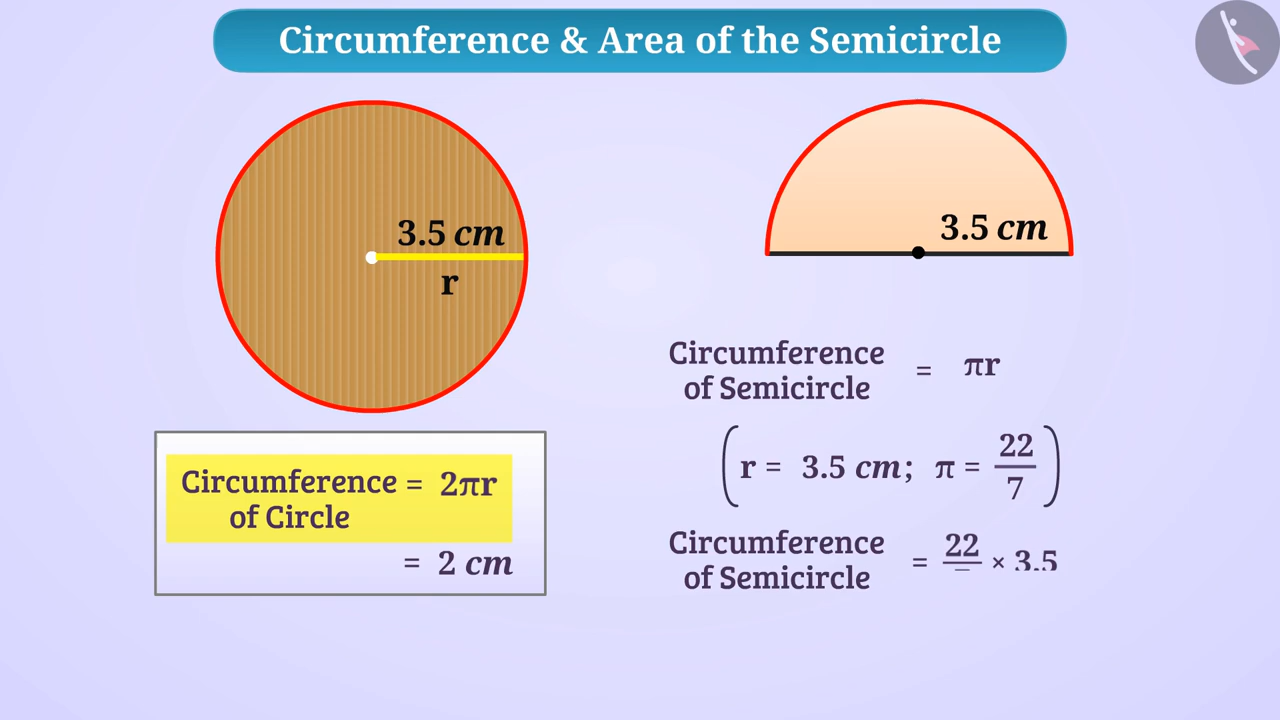 Circumference & Area of the Semicircle
3.5 cm
r
Circumference = 2πr
of Circle
= 2 cm
3.5 cm
Circumference
of Semicircle = πr
(r = 3.5 cm; π = 22/7)
Circumference
of Semicircle = 22 × 3.5